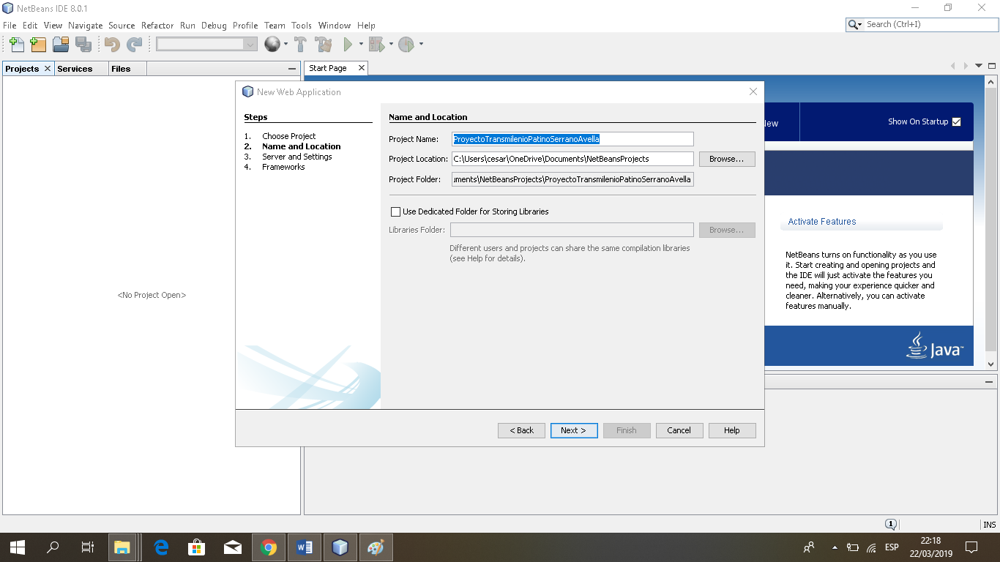 NetBeans IDE 8.0.1
File Edit View Navigate Source Refactor Run Debug Profile Team Tools Window Help
Search (Ctrl+I)
Projects Services Files
Start Page
New Web Application
Steps
1. Choose Project
2. Name and Location
3. Server and Settings
4. Frameworks
Name and Location
Project Name: ProyectoTransmilenioPatinoSerranoAvella
Project Location: C:\Users\cesar\OneDrive\Documents\NetBeansProjects Browse...
Project Folder: uments\NetBeansProjects\ProyectoTransmilenioPatinoSerranoAvella
Use Dedicated Folder for Storing Libraries
Libraries Folder: Browse...
Different users and projects can share the same compilation libraries
(see Help for details).
< Back Next > Finish Cancel Help
<No Project Open>
Show On Startup
Activate Features
NetBeans turns on functionality as you use
it. Start creating and opening projects and
the IDE will just activate the features you
need, making your experience quicker and
cleaner. Alternatively, you can activate
features manually.
Java™
1
INS
ESP
22:18
22/03/2019